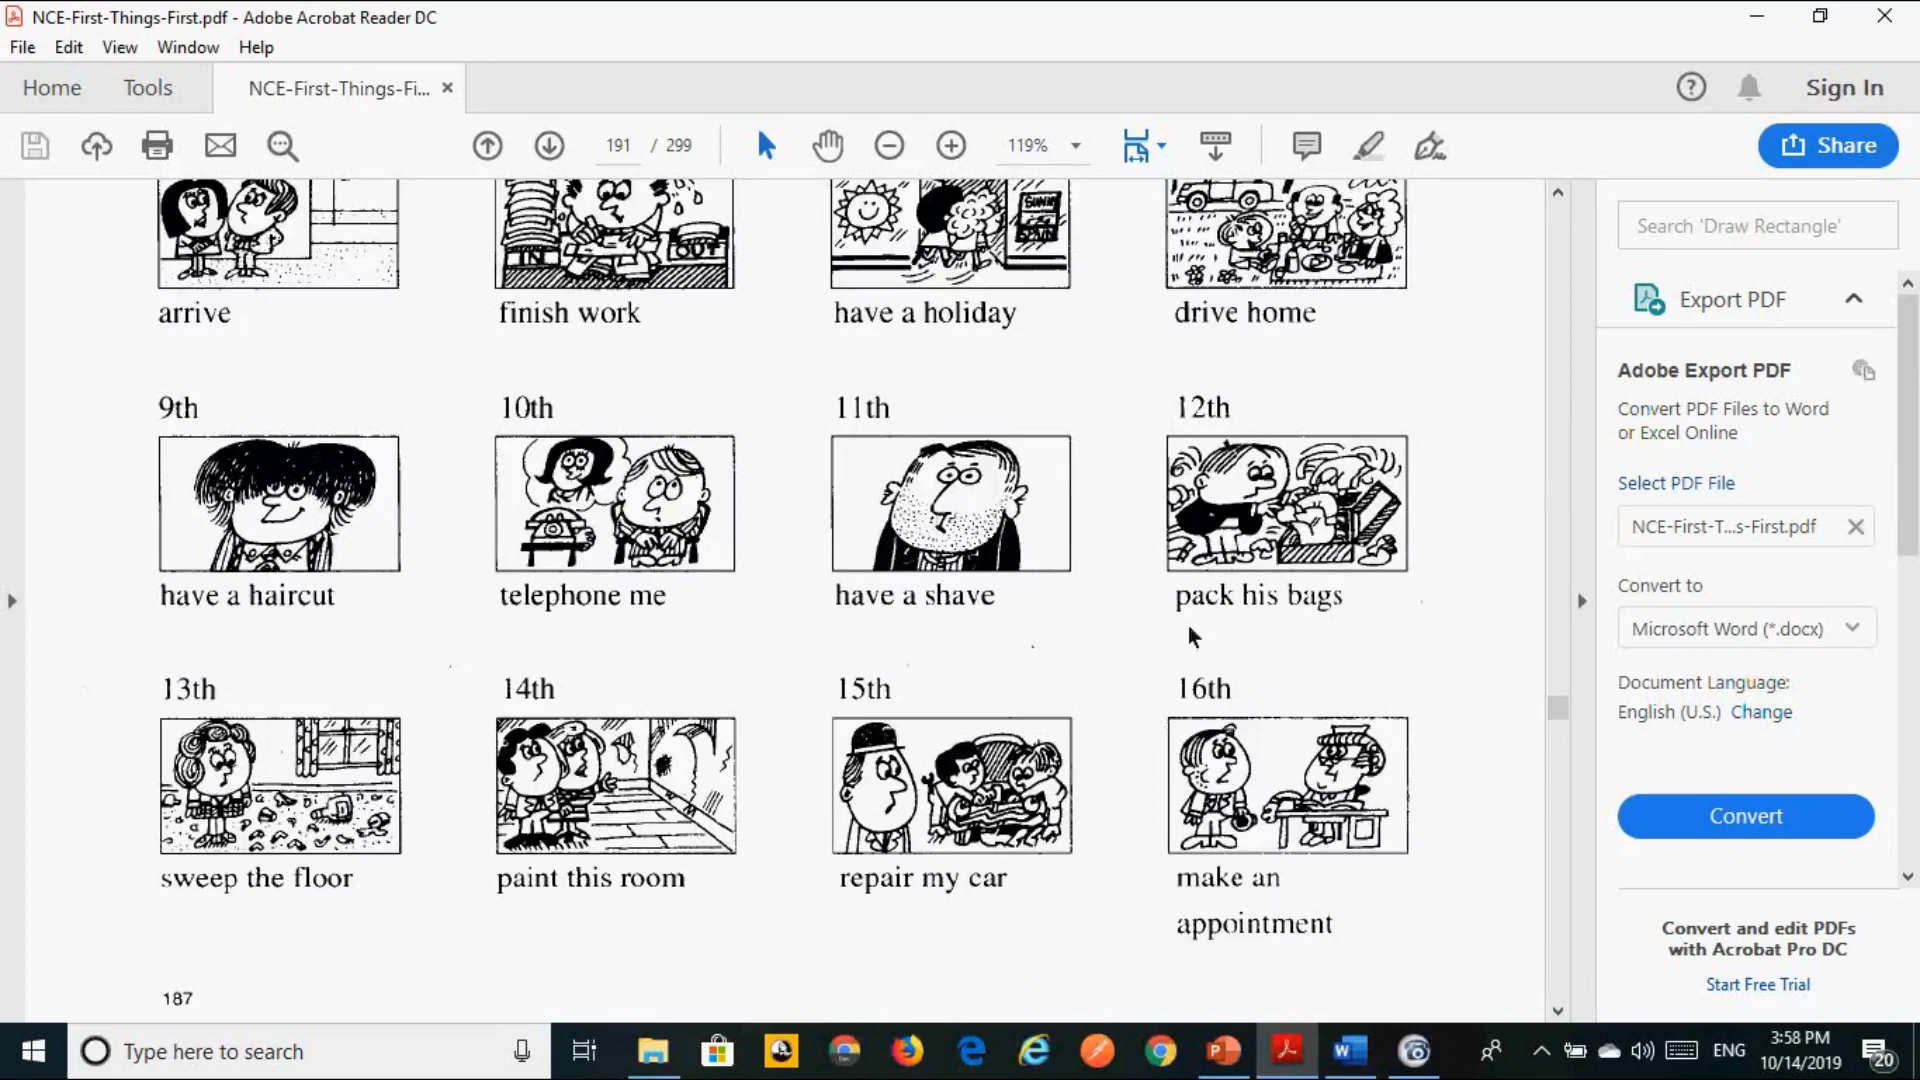 NCE-First-Things-First.pdf - Adobe Acrobat Reader DC
File Edit View Window Help
Home Tools NCE-First-Things-Fi... × Sign In
191 / 299 119% Share
Search 'Draw Rectangle'
Export PDF
Adobe Export PDF
Convert PDF Files to Word
or Excel Online
Select PDF File
NCE-First-T...s-First.pdf
Convert to
Microsoft Word (*.docx)
Document Language:
English (U.S.) Change
Convert
Convert and edit PDFs
with Acrobat Pro DC
Start Free Trial
IN OUT
arrive finish work have a holiday drive home
9th 10th 11th 12th
have a haircut telephone me have a shave pack his bags
13th 14th 15th 16th
sweep the floor paint this room repair my car make an
appointment
187
Type here to search
ENG
3:58 PM
10/14/2019
20